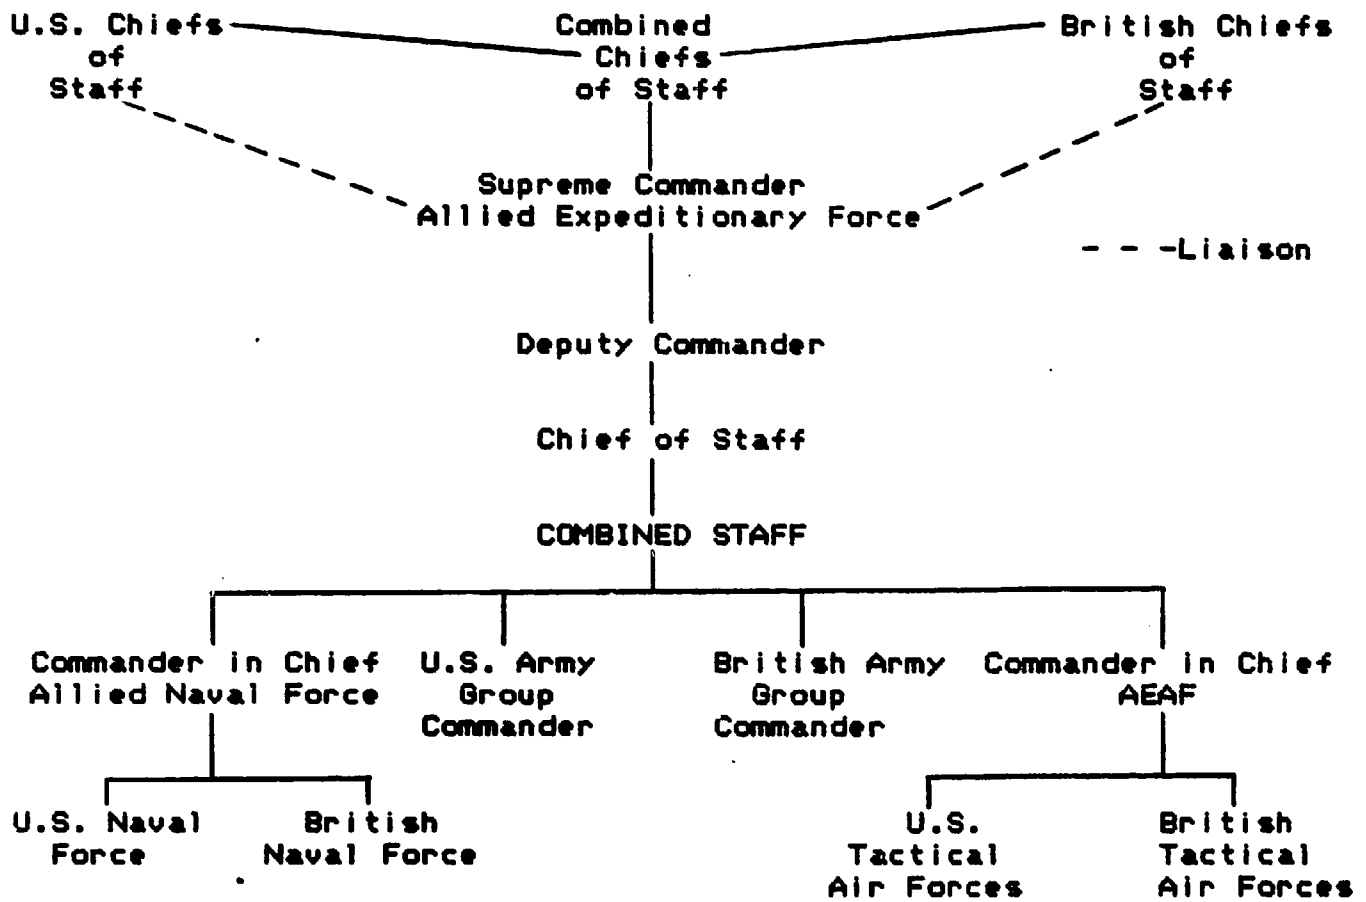 U.S. Chiefs
of
Staff
Combined
Chiefs
of Staff
British Chiefs
of
Staff
Supreme Commander
Allied Expeditionary Force
- - -Liaison
Deputy Commander
Chief of Staff
COMBINED STAFF
Commander in Chief
Allied Naval Force
U.S. Army
Group
Commander
British Army
Group
Commander
Commander in Chief
AEAF
U.S. Naval
Force
British
Naval Force
U.S.
Tactical
Air Forces
British
Tactical
Air Forces